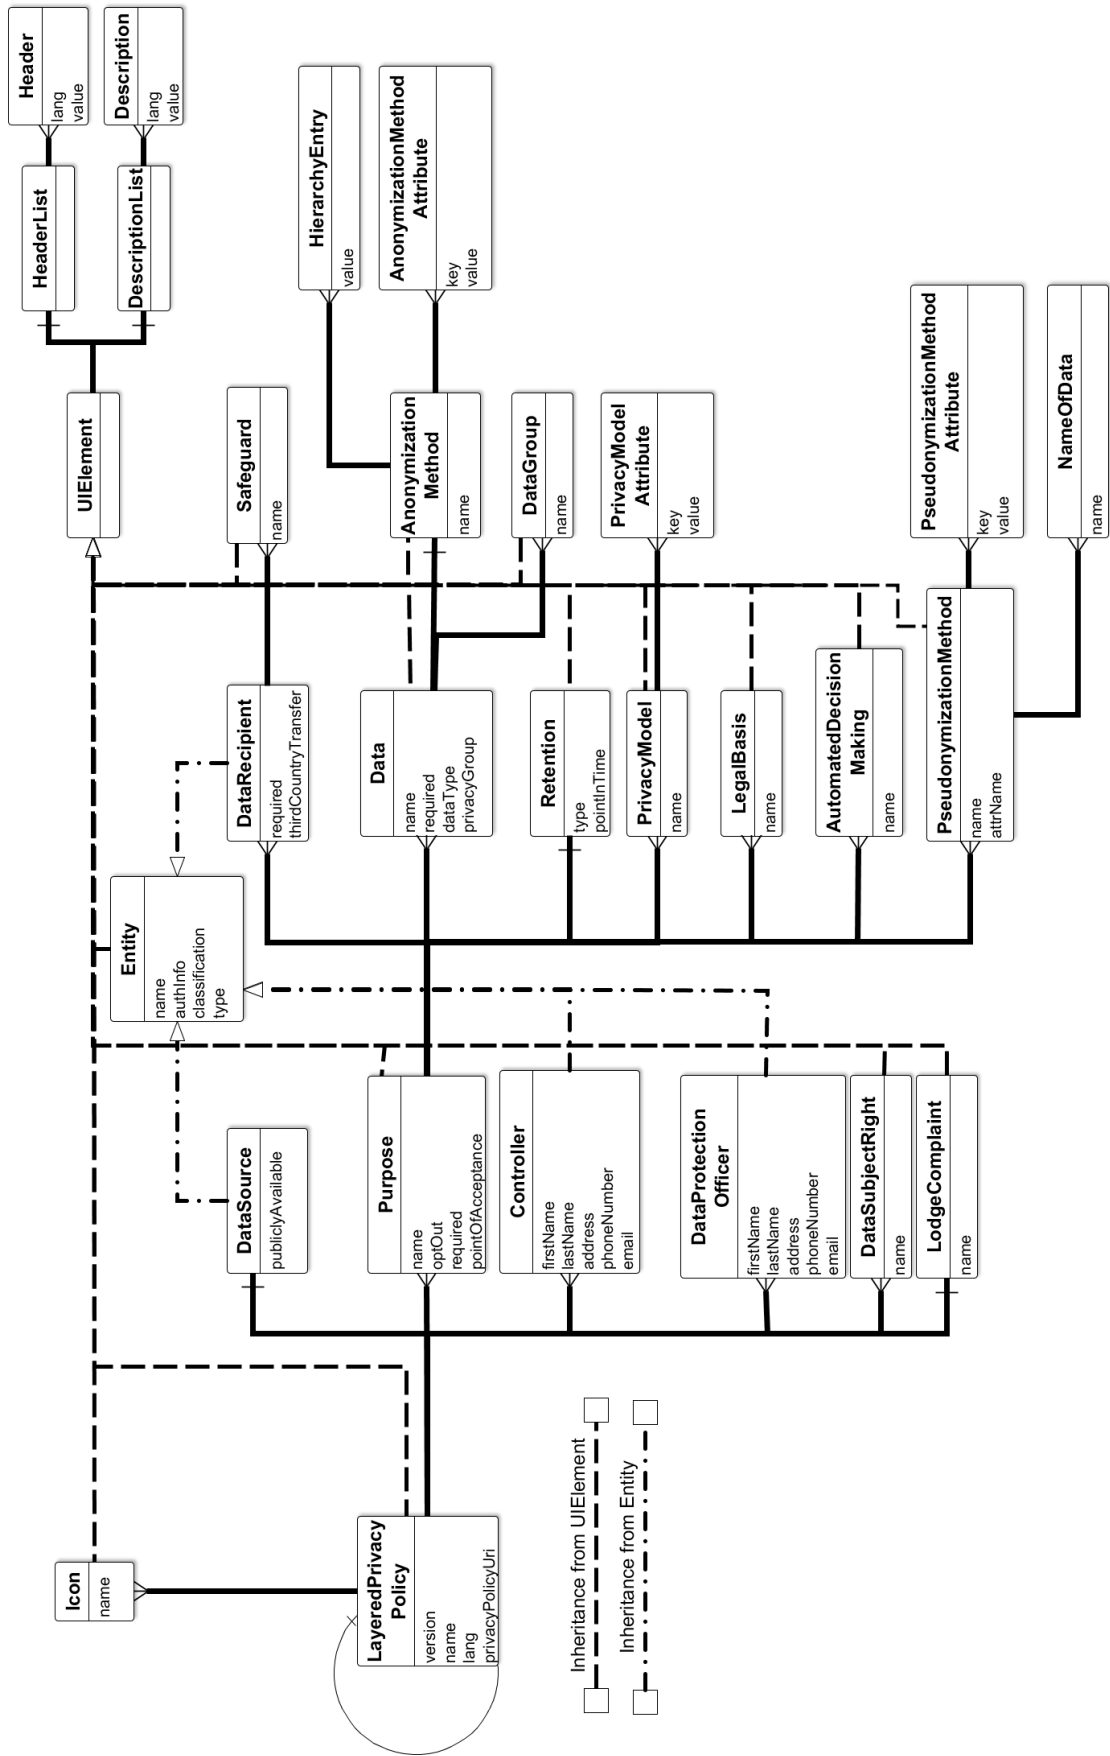 Header
lang
value
Description
lang
value
HeaderList
DescriptionList
UIElement
HierarchyEntry
value
AnonymizationMethod
Attribute
key
value
Safeguard
name
Anonymization
Method
name
DataGroup
name
PrivacyModel
Attribute
key
value
PseudonymizationMethod
Attribute
key
value
NameOfData
name
DataRecipient
required
thirdCountryTransfer
Data
name
required
dataType
privacyGroup
Retention
type
pointInTime
PrivacyModel
name
LegalBasis
name
AutomatedDecision
Making
name
PseudonymizationMethod
name
attrName
Entity
name
authInfo
classification
type
DataSource
publiclyAvailable
Purpose
name
optOut
required
pointOfAcceptance
Controller
firstName
lastName
address
phoneNumber
email
DataProtection
Officer
firstName
lastName
address
phoneNumber
email
DataSubjectRight
name
LodgeComplaint
name
Icon
name
LayeredPrivacy
Policy
version
name
lang
privacyPolicyUri
Inheritance from UIElement
Inheritance from Entity